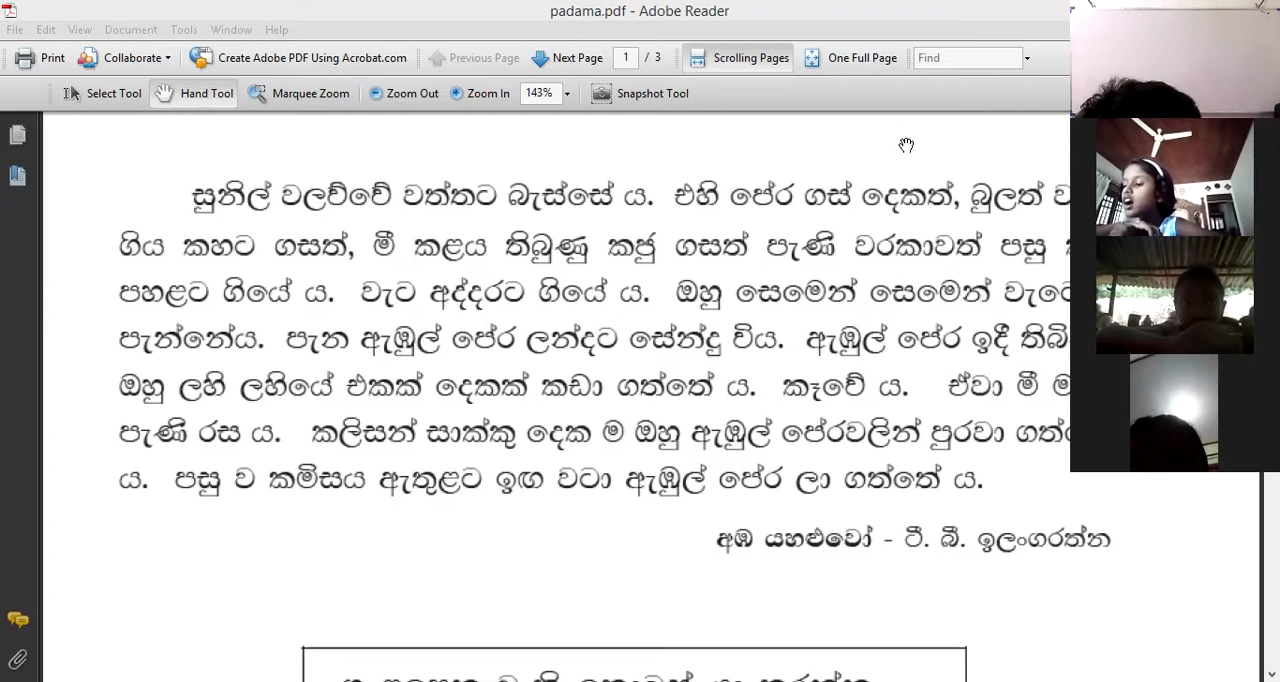 padama.pdf - Adobe Reader
File Edit View Document Tools Window Help
Print Collaborate Create Adobe PDF Using Acrobat.com Previous Page Next Page 1 / 3 Scrolling Pages One Full Page Find
Select Tool Hand Tool Marquee Zoom Zoom Out Zoom In 143% Snapshot Tool
සුනිල් වලව්වේ වත්තට බැස්සේ ය. එහි පේර ගස් දෙකත්, බුලත්
ගිය කහට ගසත්, මී කළය තිබුණු කජු ගසත් පැණි වරකාවත් පසු
පහළට ගියේ ය. වැට අද්දරට ගියේ ය. ඔහු සෙමෙන් සෙමෙන්
පැන්නේය. පැන ඇඹුල් පේර ලන්දට සේන්දු විය. ඇඹුල් පේර ඉදී
ඔහු ලහි ලහියේ එකක් දෙකක් කඩා ගත්තේ ය. කෑවේ ය. ඒවා මී
පැණි රස ය. කලිසන් සාක්කු දෙක ම ඔහු ඇඹුල් පේරවලින් පුරවා
ය. පසු ව කමිසය ඇතුළට ඉඟ වටා ඇඹුල් පේර ලා ගත්තේ ය.
අඹ යහළුවෝ - ටී. බී. ඉලංගරත්න